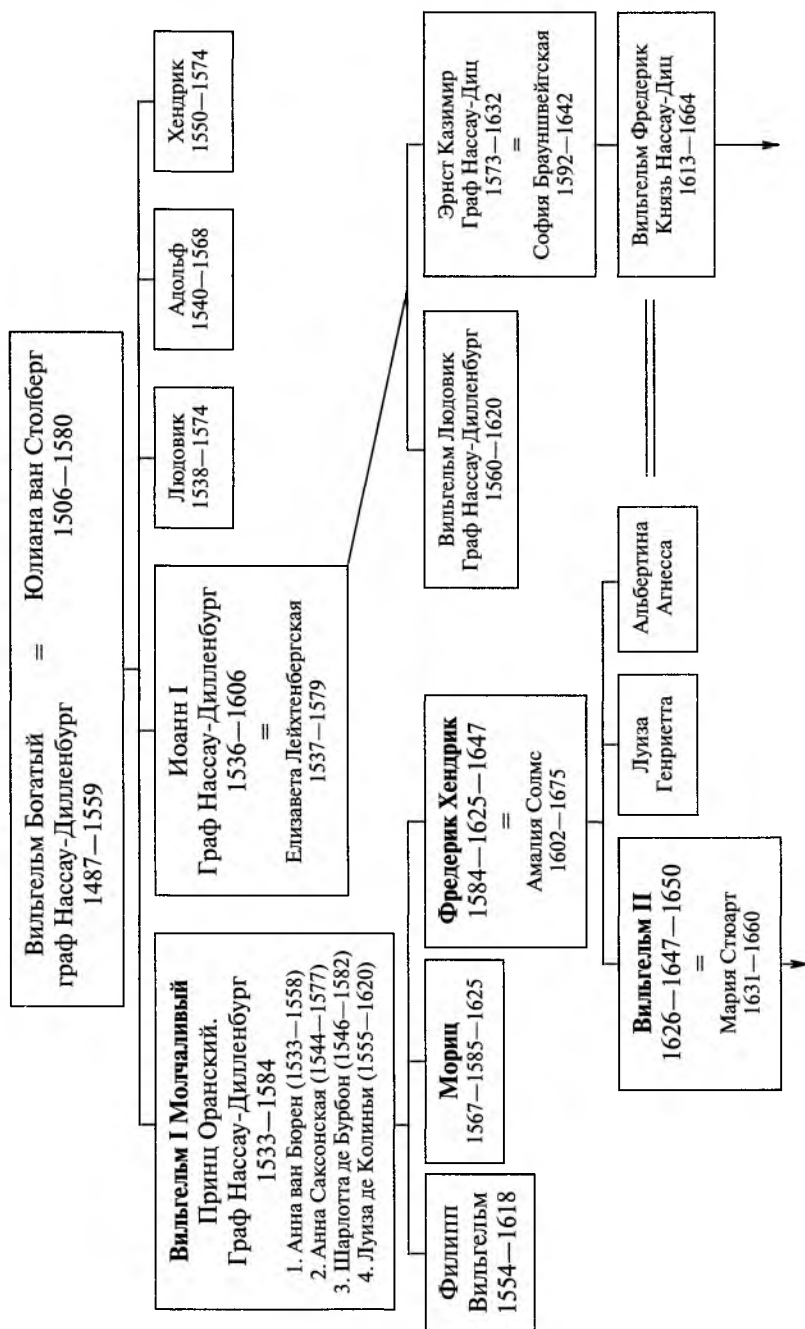 Вильгельм Богатый = Юлиана ван Столберг
граф Нассау-Дилленбург 1506—1580
1487—1559
Вильгельм I Молчаливый
Принц Оранский.
Граф Нассау-Дилленбург
1533—1584
1. Анна ван Бюрен (1533—1558)
2. Анна Саксонская (1544—1577)
3. Шарлотта де Бурбон (1546—1582)
4. Луиза де Колиньи (1555—1620)
Иоанн I
Граф Нассау-Дилленбург
1536—1606
=
Елизавета Лейхтенбергская
1537—1579
Людовик
1538—1574
Адольф
1540—1568
Хендрик
1550—1574
Филипп
Вильгельм
1554—1618
Мориц
1567—1585—1625
Фредерик Хендрик
1584—1625—1647
=
Амалия Солмс
1602—1675
Вильгельм Людовик
Граф Нассау-Дилленбург
1560—1620
Эрнст Казимир
Граф Нассау-Диц
1573—1632
=
София Брауншвейгская
1592—1642
Вильгельм II
1626—1647—1650
=
Мария Стюарт
1631—1660
Луиза
Генриетта
Альбертина
Агнесса
Вильгельм Фредерик
Князь Нассау-Диц
1613—1664